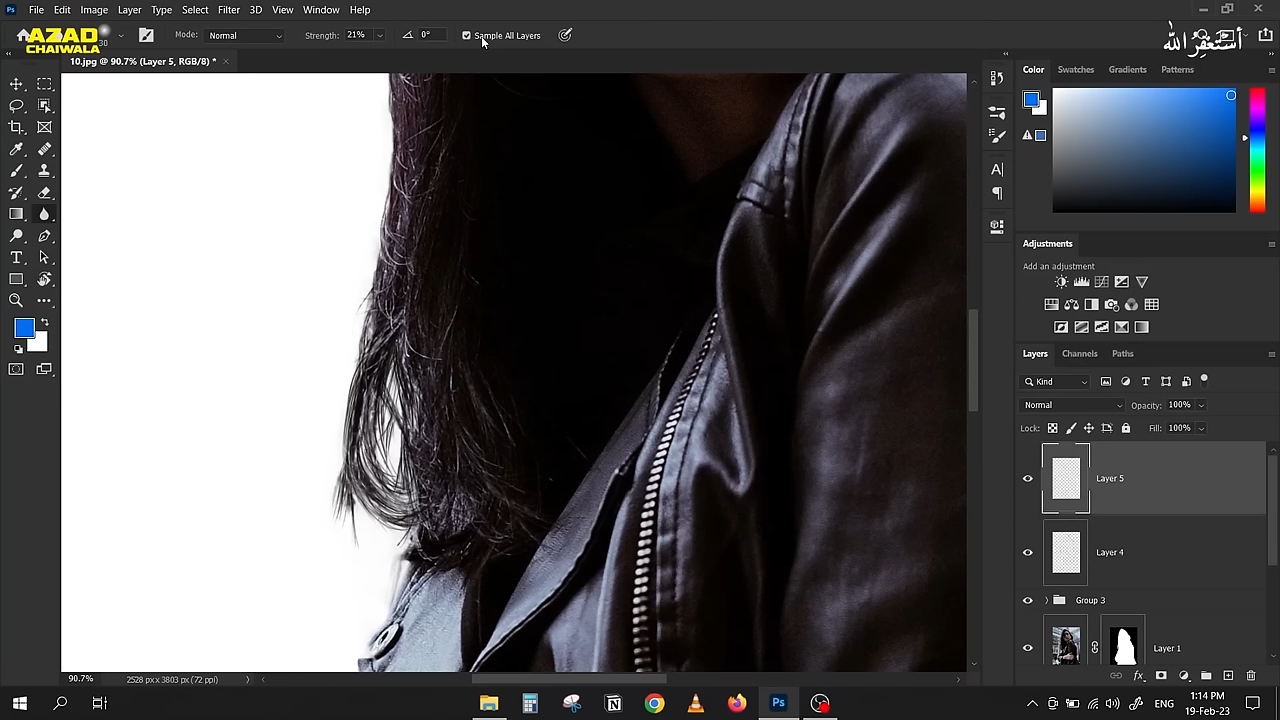 File Edit Image Layer Type Select Filter 3D View Window Help
AZAD
CHAIWALA
30
Mode: Normal
Strength: 21%
0°
Sample All Layers
أستغفر الله
10.jpg @ 90.7% (Layer 5, RGB/8) *
Color Swatches Gradients Patterns
Adjustments
Add an adjustment
Layers Channels Paths
Kind
Normal Opacity: 100%
Lock: Fill: 100%
Layer 5
Layer 4
Group 3
Layer 1
90.7% 2528 px x 3803 px (72 ppi)
ENG
1:14 PM
19-Feb-23